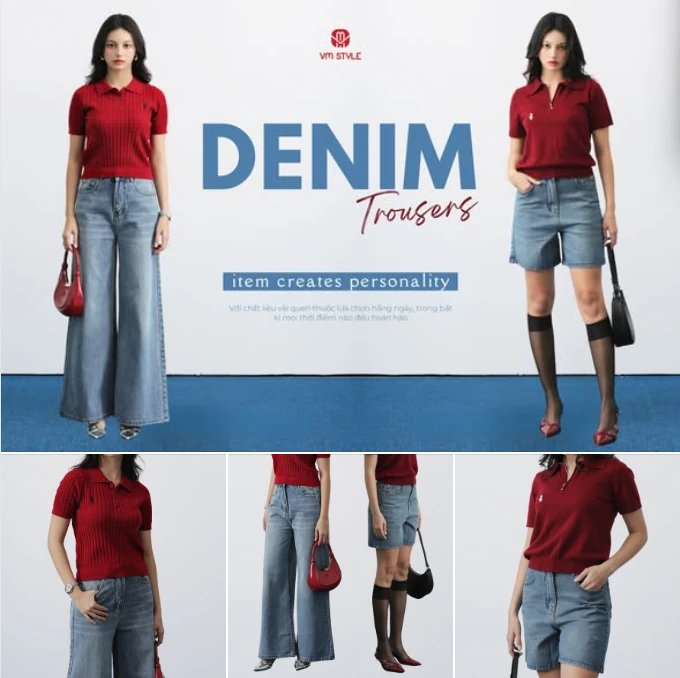 VM STYLE
DENIM
Trousers
item creates personality
Với chất liệu vải quen thuộc lựa chọn hằng ngày, trong bất
kì mọi thời điểm nào đều hoàn hảo